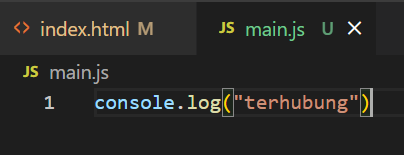 <> index.html M JS main.js U ×
JS main.js
1 console.log("terhubung")